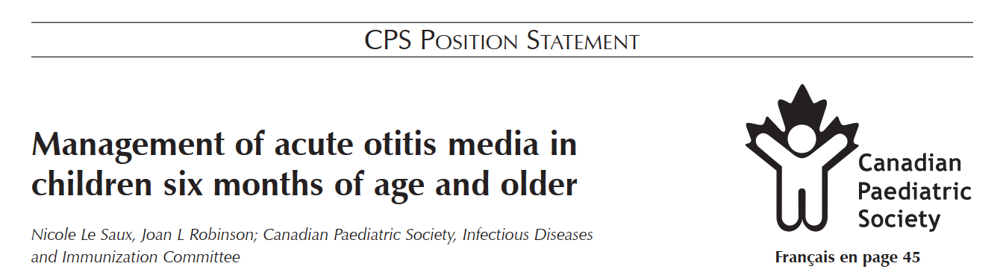 CPS POSITION STATEMENT
Management of acute otitis media in
children six months of age and older
Nicole Le Saux, Joan L Robinson; Canadian Paediatric Society, Infectious Diseases
and Immunization Committee
Canadian
Paediatric
Society
Français en page 45